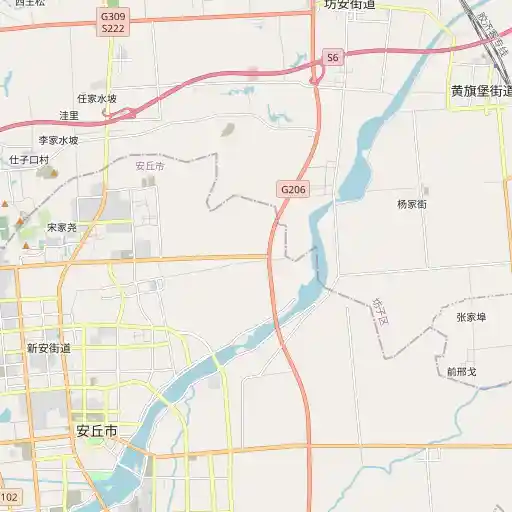 西王松
坊安街道
G309
S222
胶济客专线
S6
黄旗堡街道
任家水坡
洼里
李家水坡
仕子口村
安丘市
G206
杨家街
宋家尧
坊子区
张家埠
新安街道
前邢戈
安丘市
102